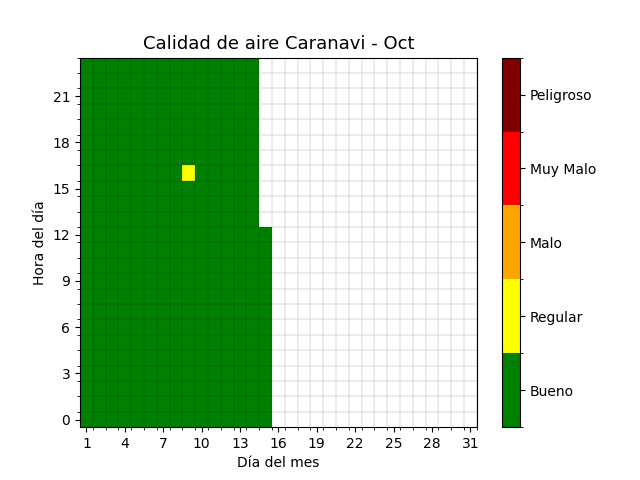 Calidad de aire Caranavi - Oct
Hora del día
21
18
15
12
9
6
3
0
1 4 7 10 13 16 19 22 25 28 31
Día del mes
Peligroso
Muy Malo
Malo
Regular
Bueno